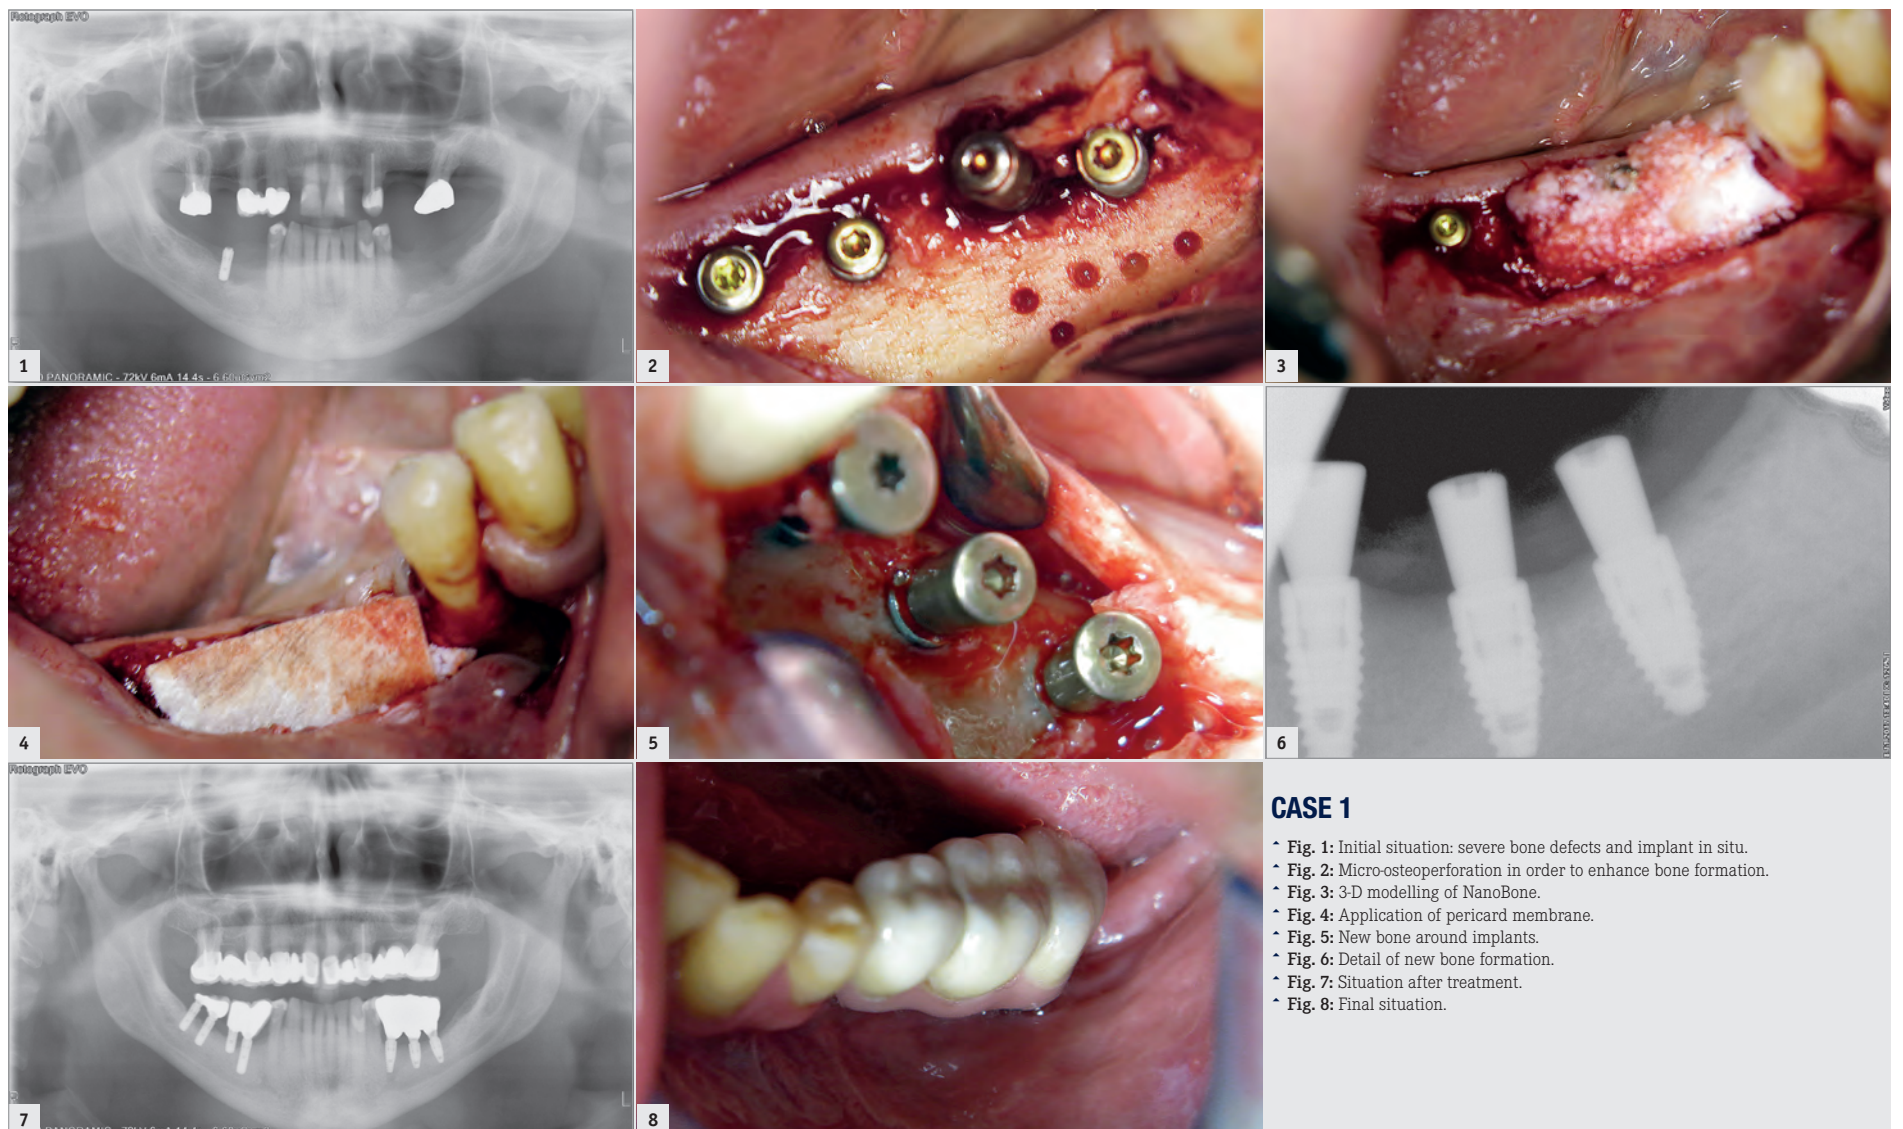 Rotograph EVO
1
PANORAMIC - 72kV 6mA 14.4s -
L
2
3
4
5
6
Rotograph EVO
L
7
8
CASE 1
Fig. 1: Initial situation: severe bone defects and implant in situ.
Fig. 2: Micro-osteoperforation in order to enhance bone formation.
Fig. 3: 3-D modelling of NanoBone.
Fig. 4: Application of pericard membrane.
Fig. 5: New bone around implants.
Fig. 6: Detail of new bone formation.
Fig. 7: Situation after treatment.
Fig. 8: Final situation.